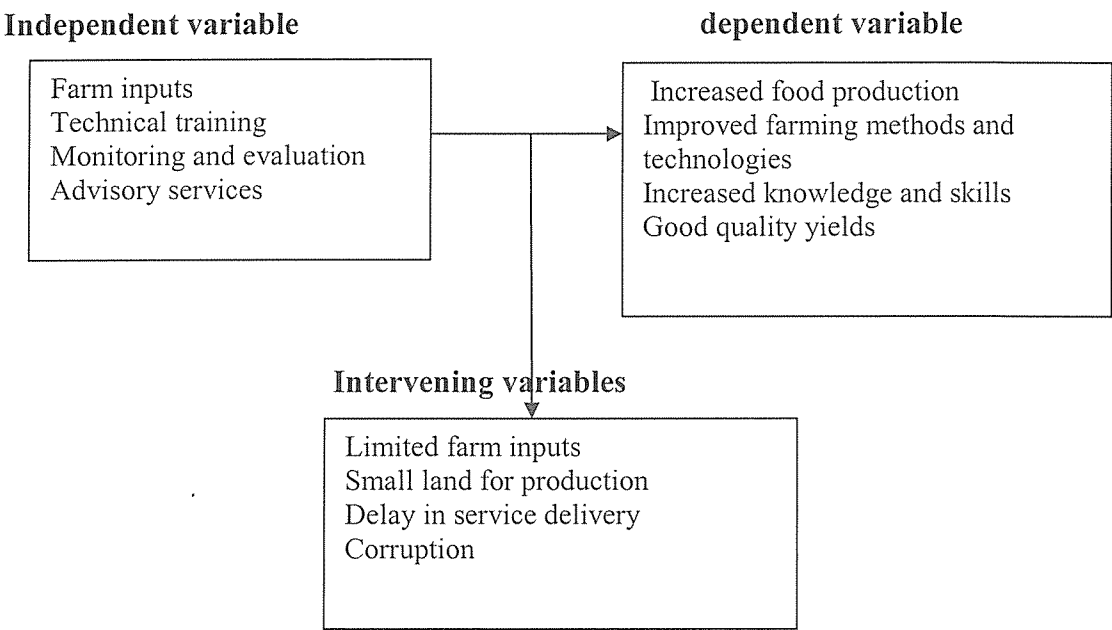 Independent variable
Farm inputs
Technical training
Monitoring and evaluation
Advisory services
dependent variable
Increased food production
Improved farming methods and
technologies
Increased knowledge and skills
Good quality yields
Intervening variables
Limited farm inputs
Small land for production
Delay in service delivery
Corruption